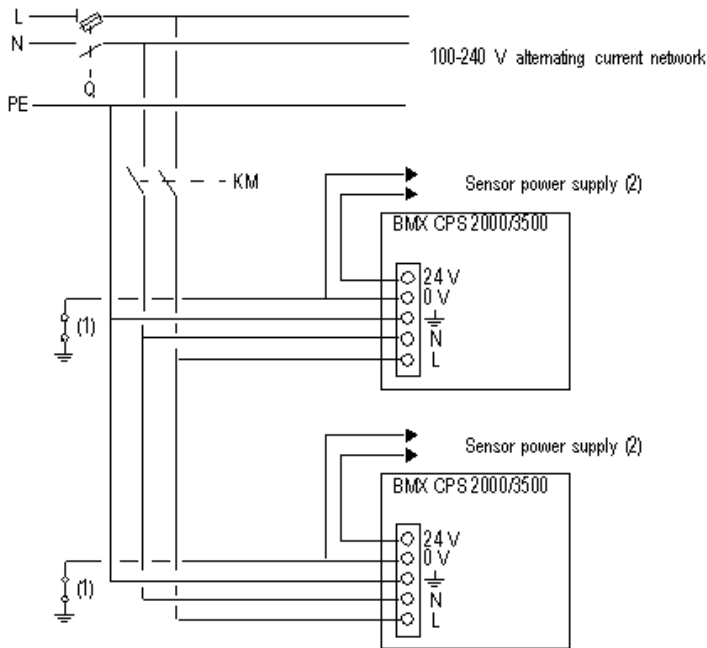 L
N
100-240 V alternating current network
Q
PE
KM
Sensor power supply (2)
BMX CPS 2000/3500
24 V
0 V
(1)
N
L
Sensor power supply (2)
BMX CPS 2000/3500
24 V
0 V
(1)
N
L